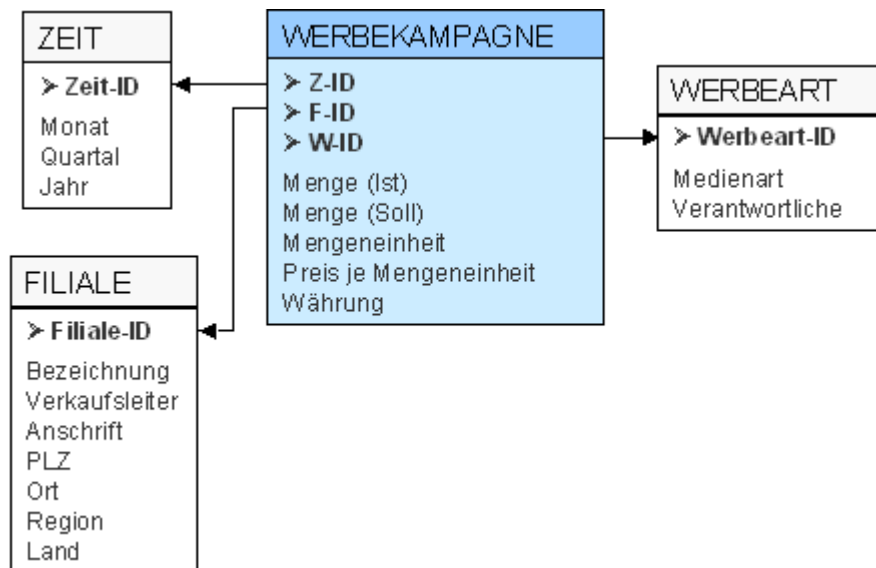 ZEIT
➢ Zeit-ID
Monat
Quartal
Jahr
WERBEKAMPAGNE
➢ Z-ID
➢ F-ID
➢ W-ID
Menge (Ist)
Menge (Soll)
Mengeneinheit
Preis je Mengeneinheit
Währung
WERBEART
➢ Werbeart-ID
Medienart
Verantwortliche
FILIALE
➢ Filiale-ID
Bezeichnung
Verkaufsleiter
Anschrift
PLZ
Ort
Region
Land